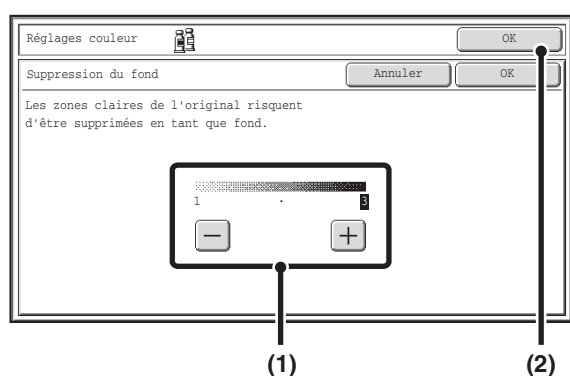 Réglages couleur
OK
Suppression du fond
Annuler
OK
Les zones claires de l'original risquent
d'être supprimées en tant que fond.
1 · 3
− +
(1) (2)